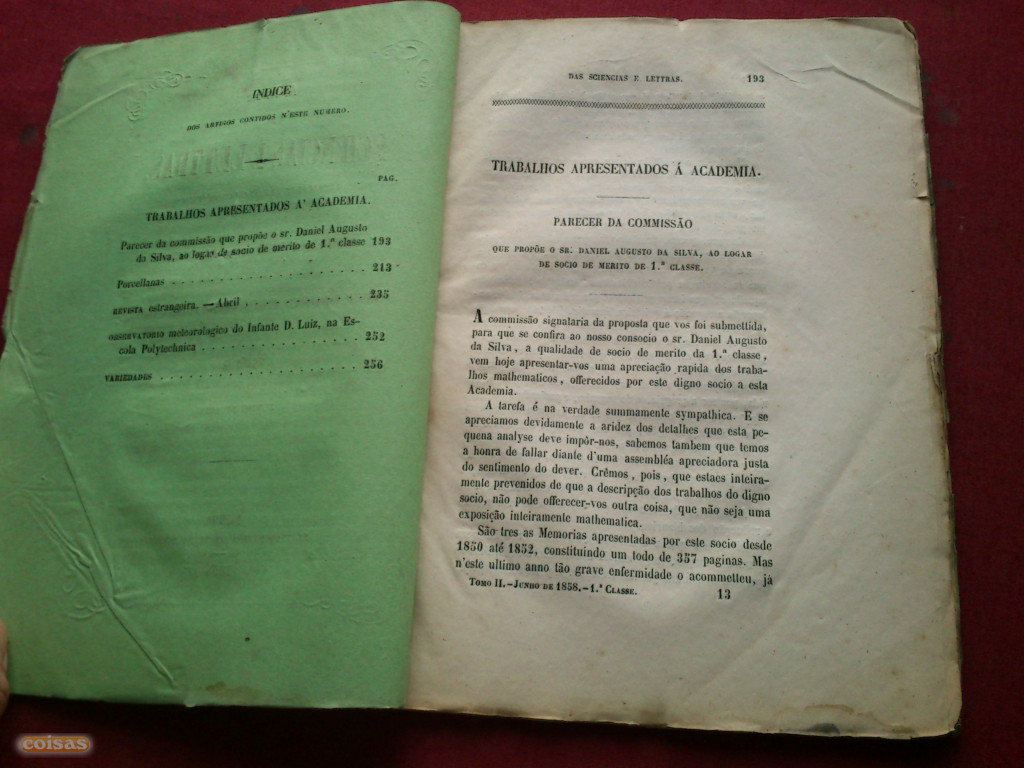 INDICE
DOS ARTIGOS CONTIDOS N'ESTE NUMERO.
PAG.
TRABALHOS APRESENTADOS A' ACADEMIA.
Parecer da commissão que propõe o sr. Daniel Augusto
da Silva, ao logar de socio de merito de 1.ª classe 193
Porcellanas . . . . . . . . . . . . . . . . . . 213
REVISTA estrangeira. — Abril . . . . . . . . . . . 235
OBSERVATORIO meteorologico do Infante D. Luiz, na Es-
cola Polytechnica . . . . . . . . . . . . . . . 252
VARIEDADES . . . . . . . . . . . . . . . . . . . 256
DAS SCIENCIAS E LETTRAS. 193
TRABALHOS APRESENTADOS Á ACADEMIA.
PARECER DA COMMISSÃO
QUE PROPÕE O SR. DANIEL AUGUSTO DA SILVA, AO LOGAR
DE SOCIO DE MERITO DE 1.ª CLASSE.
A commissão signataria da proposta que vos foi submettida,
para que se confira ao nosso consocio o sr. Daniel Augusto
da Silva, a qualidade de socio de merito da 1.ª classe,
vem hoje apresentar-vos uma apreciação rapida dos traba-
lhos mathematicos, offerecidos por este digno socio a esta
Academia.
A tarefa é na verdade summamente sympathica. E se
apreciamos devidamente a aridez dos detalhes que esta pe-
quena analyse deve impôr-nos, sabemos tambem que temos
a honra de fallar diante d'uma assembléa apreciadora justa
do sentimento do dever. Crêmos, pois, que estaes inteira-
mente prevenidos de que a descripção dos trabalhos do digno
socio, não pode offerecer-vos outra coisa, que não seja uma
exposição inteiramente mathematica.
São tres as Memorias apresentadas por este socio desde
1850 até 1852, constituindo um todo de 357 paginas. Mas
n'este ultimo anno tão grave enfermidade o acommetteu, já
TOMO II.—JUNHO DE 1858.—1.ª CLASSE. 13
coisas